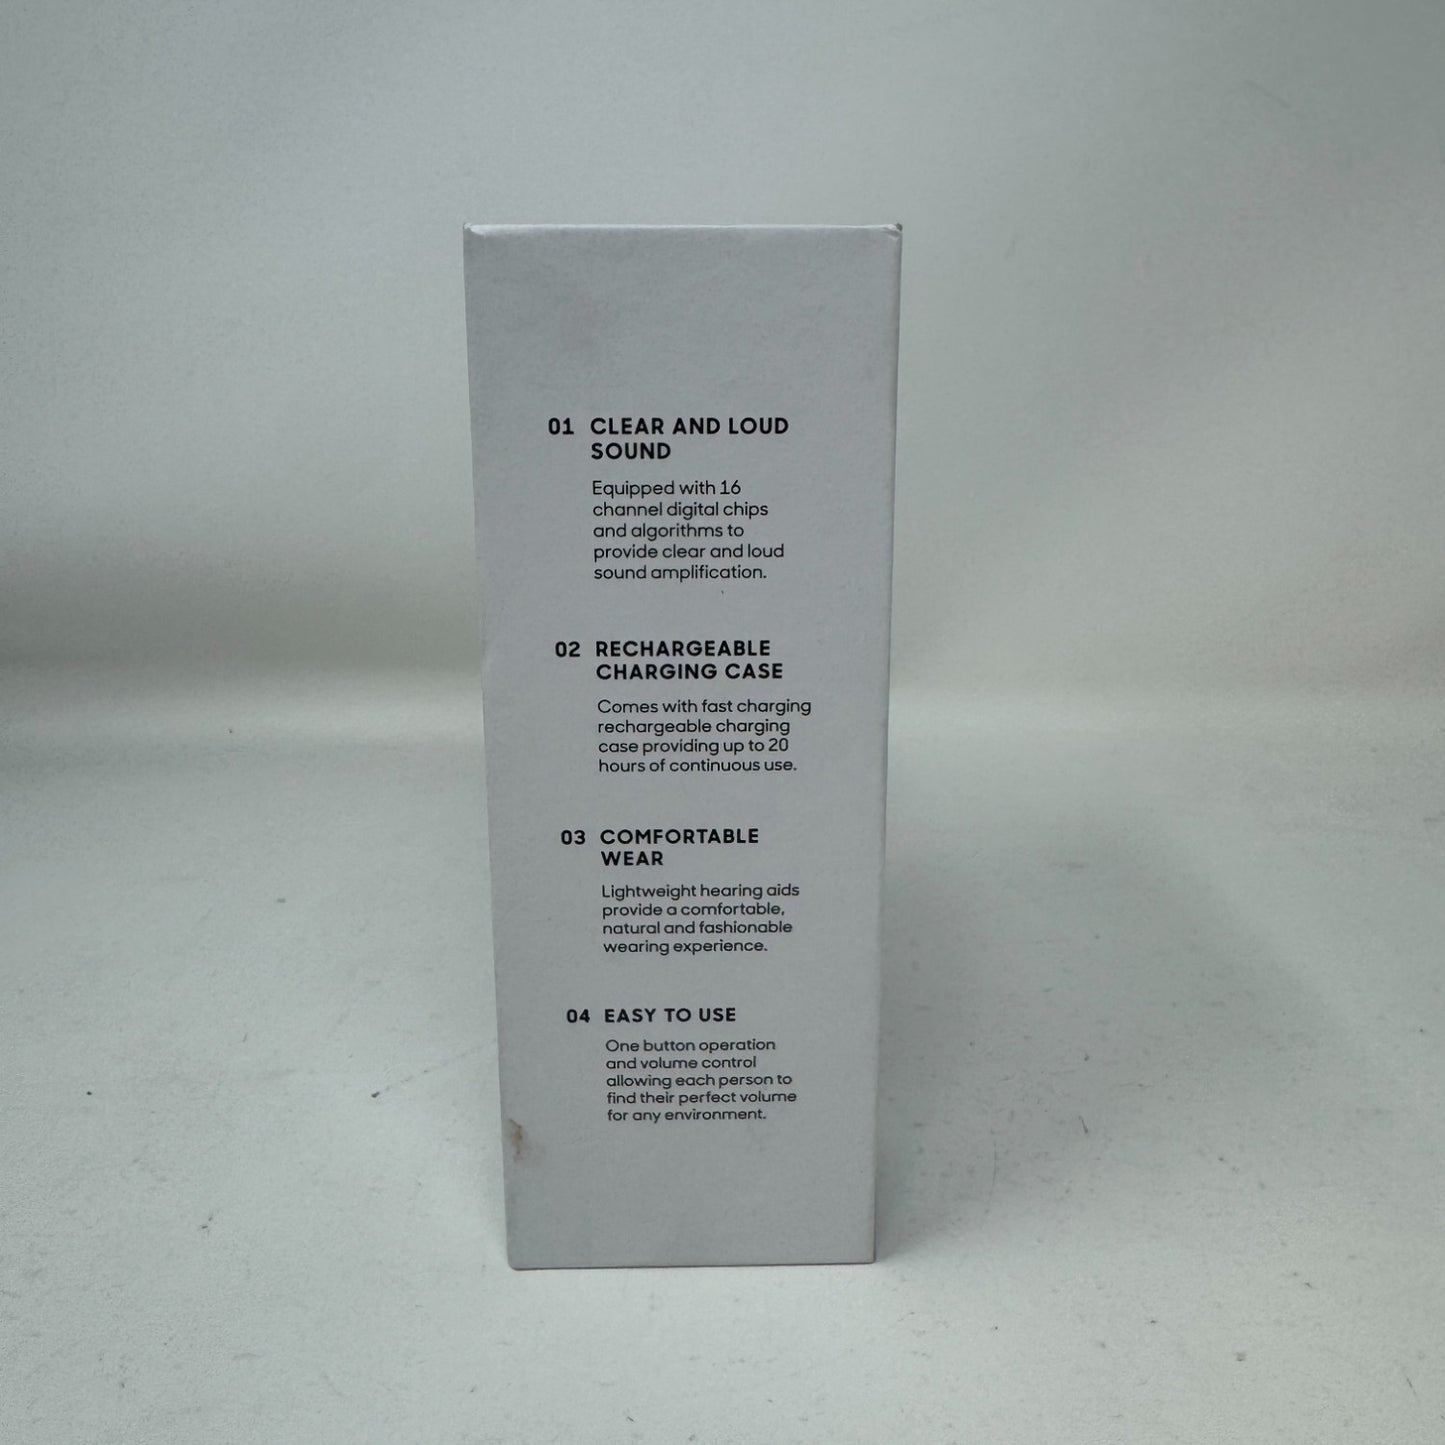 01 CLEAR AND LOUD
SOUND
Equipped with 16
channel digital chips
and algorithms to
provide clear and loud
sound amplification.
02 RECHARGEABLE
CHARGING CASE
Comes with fast charging
rechargeable charging
case providing up to 20
hours of continuous use.
03 COMFORTABLE
WEAR
Lightweight hearing aids
provide a comfortable,
natural and fashionable
wearing experience.
04 EASY TO USE
One button operation
and volume control
allowing each person to
find their perfect volume
for any environment.